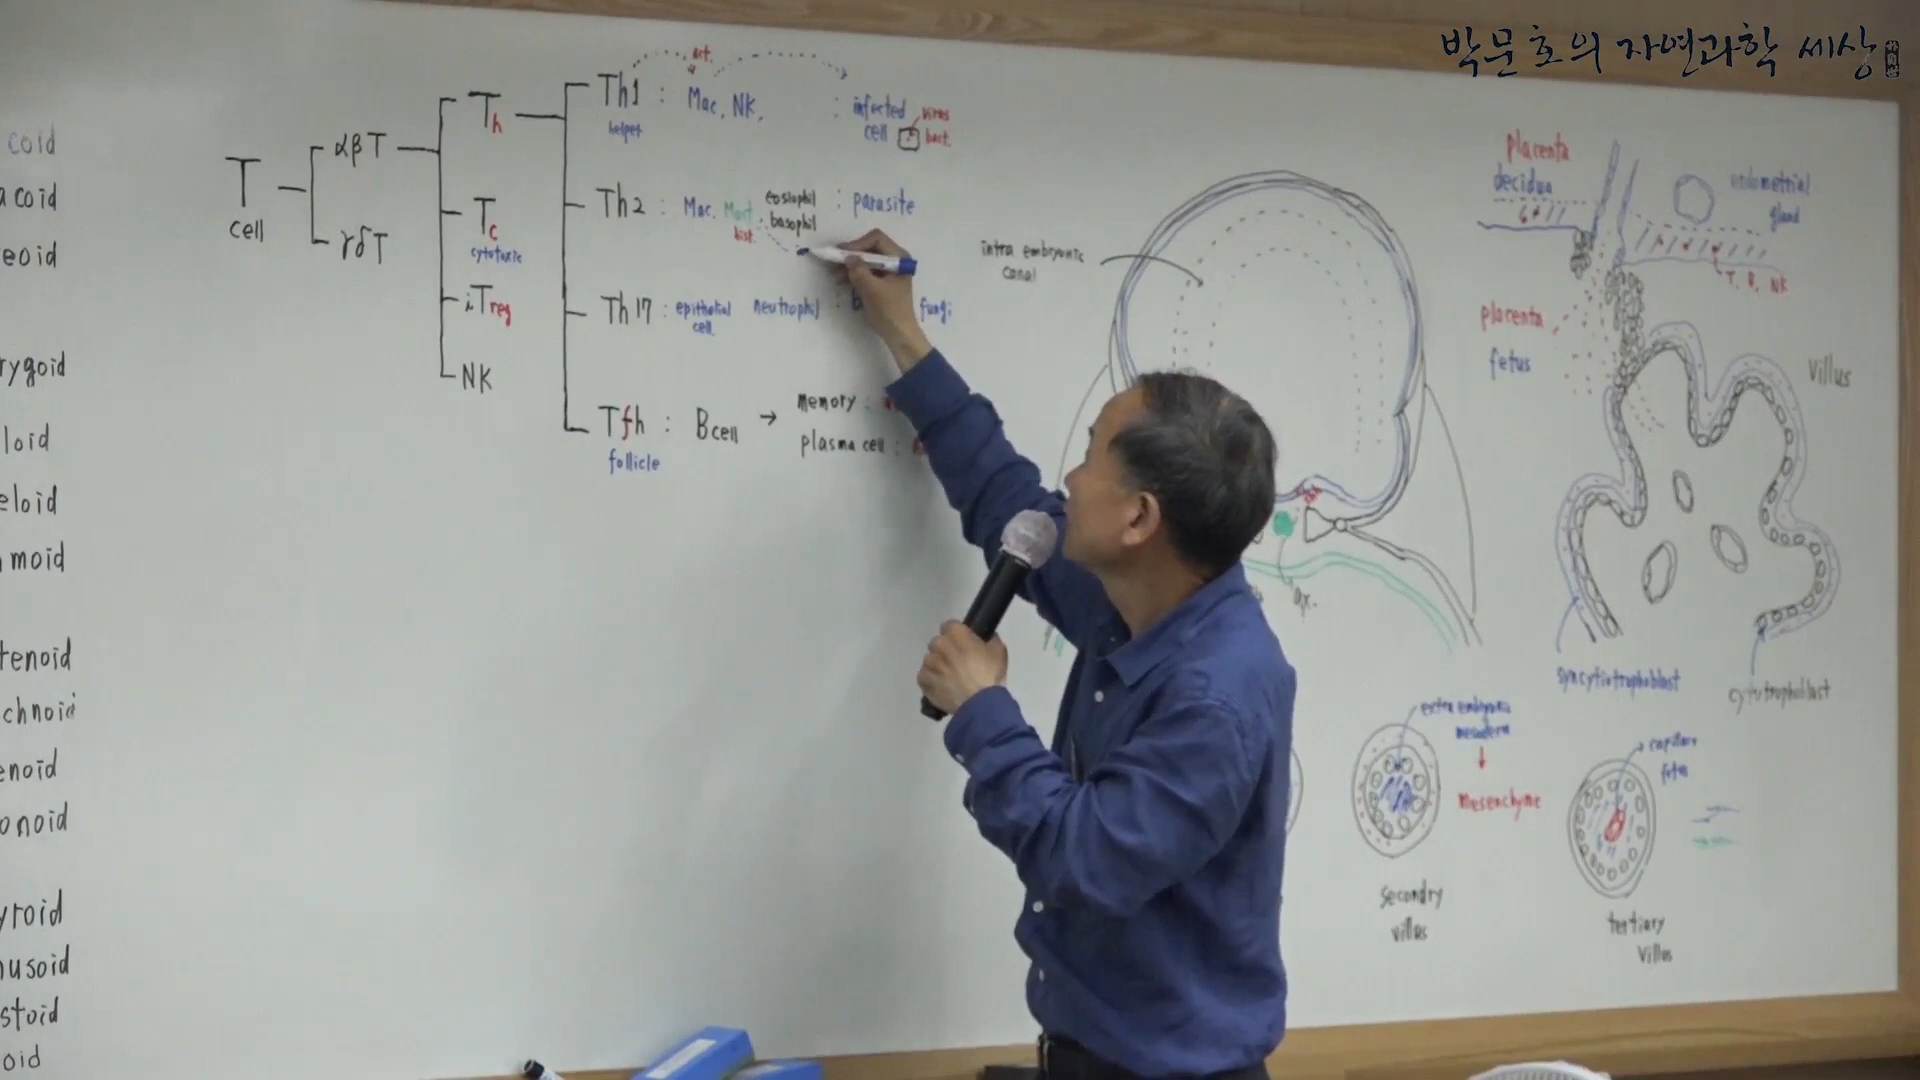 박문호의 자연과학 세상
coid
acoid
eoid
rygoid
loid
eloid
moid
tenoid
chnoid
enoid
onoid
yroid
nusoid
stoid
oid
T
cell
αβT
γδT
Th
Tc
cytotoxic
iTreg
NK
act.
Th1 : Mac, NK, : infected
helper
cell
virus
bact.
Th2 : Mac. Mast eosiophil : parasite
hist. basophil
Th17 : epithelial neutrophil : b fungi
cell
Tfh : Bcell → memory :
follicle
plasma cell :
intra embryonic
canal
placenta
decidua
endometrial
gland
T, B, NK
placenta
fetus
Villus
syncytiotrophoblast
cytotrophoblast
extra embryonic
mesoderm
mesenchyme
secondry
villus
capillary
fetus
tertiary
Villus